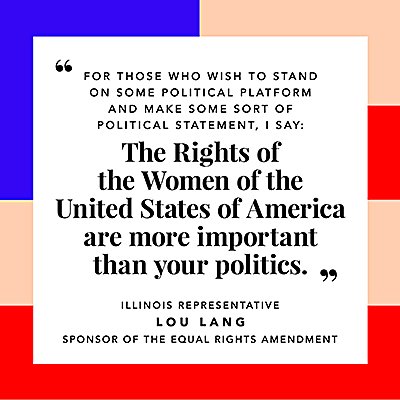 “
FOR THOSE WHO WISH TO STAND
ON SOME POLITICAL PLATFORM
AND MAKE SOME SORT OF
POLITICAL STATEMENT, I SAY:
The Rights of
the Women of the
United States of America
are more important
than your politics. ”
ILLINOIS REPRESENTATIVE
LOU LANG
SPONSOR OF THE EQUAL RIGHTS AMENDMENT